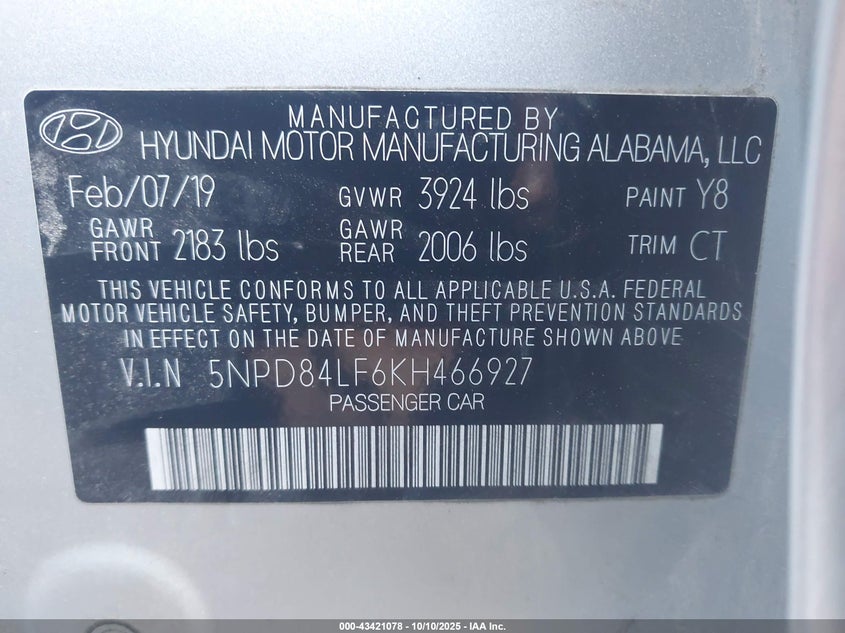 MANUFACTURED BY
HYUNDAI MOTOR MANUFACTURING ALABAMA, LLC
Feb/07/19 GVWR 3924 lbs PAINT Y8
GAWR FRONT 2183 lbs GAWR REAR 2006 lbs TRIM CT
THIS VEHICLE CONFORMS TO ALL APPLICABLE U.S.A. FEDERAL
MOTOR VEHICLE SAFETY, BUMPER, AND THEFT PREVENTION STANDARDS
IN EFFECT ON THE DATE OF MANUFACTURE SHOWN ABOVE
V.I.N 5NPD84LF6KH466927
PASSENGER CAR
000-43421078 - 10/10/2025 - IAA Inc.